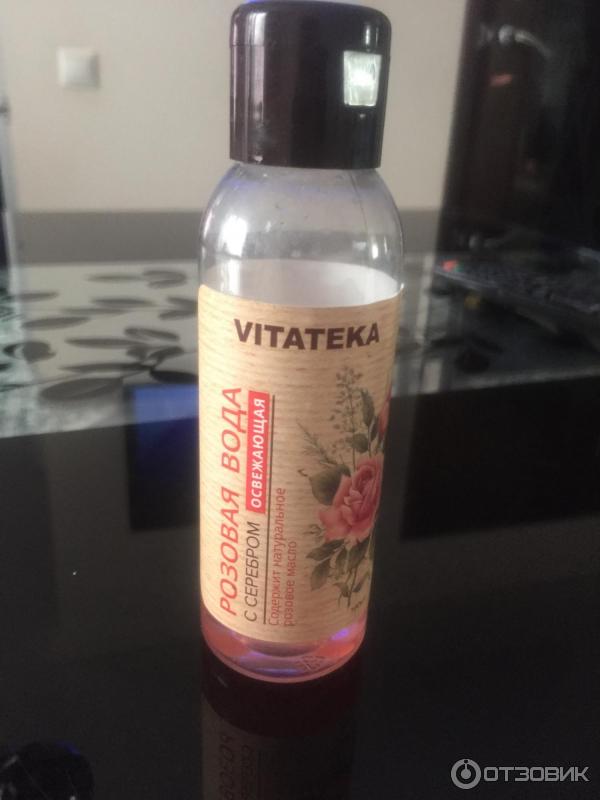 VITATEKA
РОЗОВАЯ ВОДА
С СЕРЕБРОМ
ОСВЕЖАЮЩАЯ
Содержит натуральное
розовое масло
ОТЗОВИК